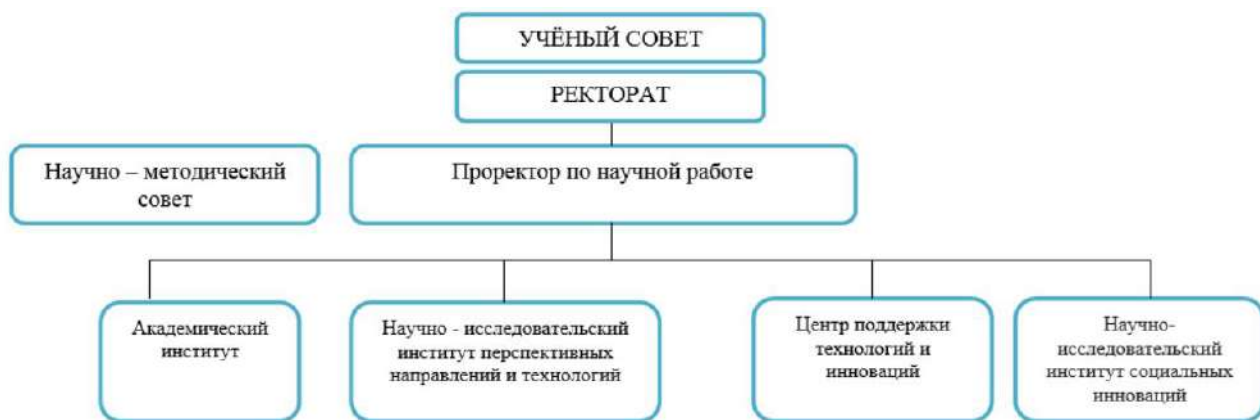 УЧЁНЫЙ СОВЕТ
РЕКТОРАТ
Научно – методический
совет
Проректор по научной работе
Академический
институт
Научно - исследовательский
институт перспективных
направлений и технологий
Центр поддержки
технологий и
инноваций
Научно-
исследовательский
институт социальных
инноваций